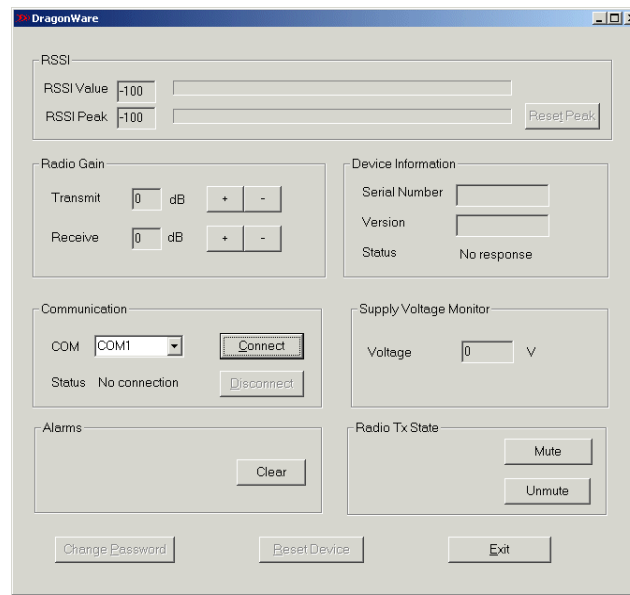 DragonWare
RSSI
RSSI Value -100
RSSI Peak -100 Reset Peak
Radio Gain
Transmit 0 dB + -
Receive 0 dB + -
Device Information
Serial Number
Version
Status No response
Communication
COM COM1 Connect
Status No connection Disconnect
Supply Voltage Monitor
Voltage 0 V
Alarms
Clear
Radio Tx State
Mute
Unmute
Change Password Reset Device Exit